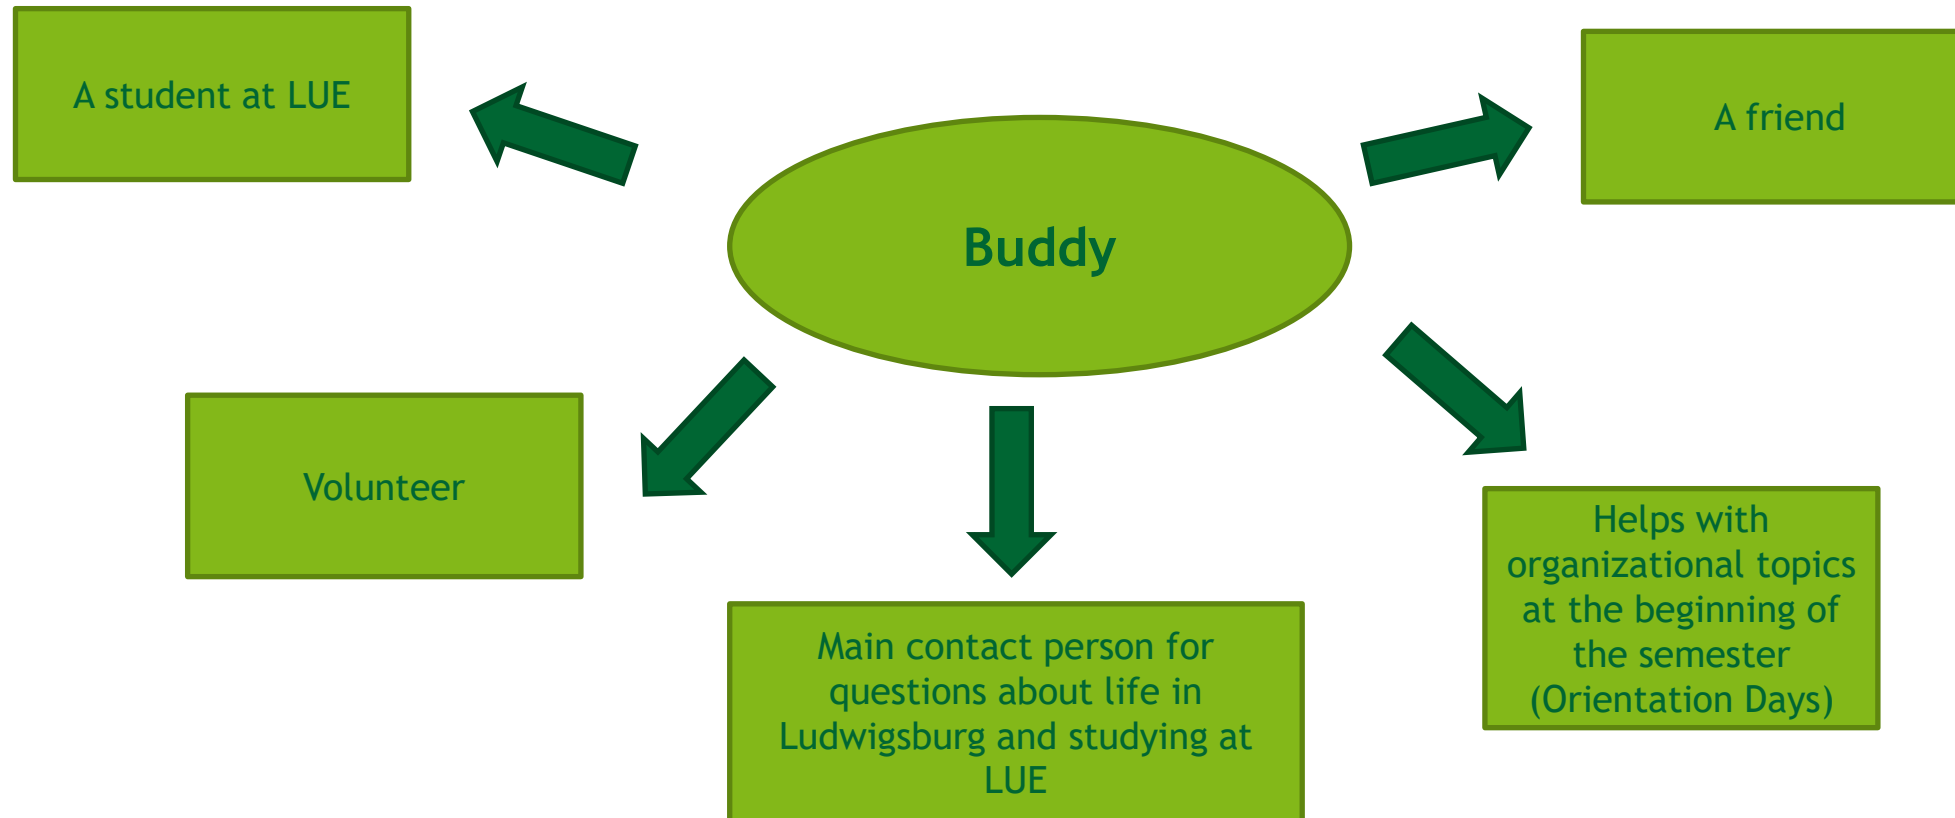 A student at LUE
A friend
Buddy
Volunteer
Helps with
organizational topics
at the beginning of
the semester
(Orientation Days)
Main contact person for
questions about life in
Ludwigsburg and studying at
LUE